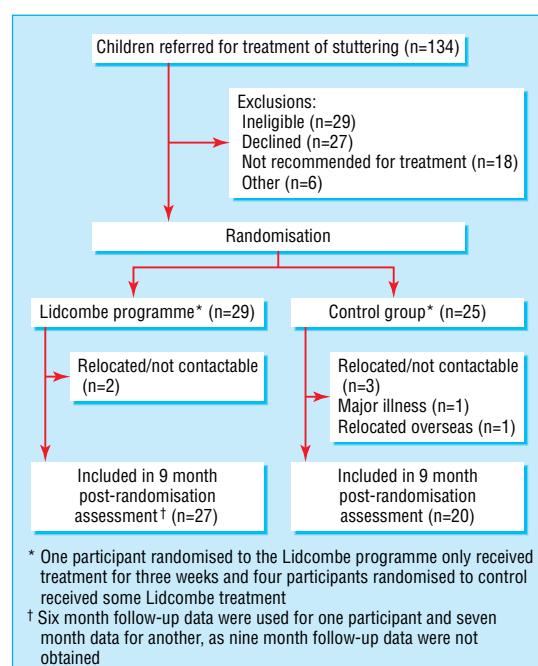 Children referred for treatment of stuttering (n=134)
Exclusions:
Ineligible (n=29)
Declined (n=27)
Not recommended for treatment (n=18)
Other (n=6)
Randomisation
Lidcombe programme* (n=29)
Control group* (n=25)
Relocated/not contactable
(n=2)
Relocated/not contactable
(n=3)
Major illness (n=1)
Relocated overseas (n=1)
Included in 9 month
post-randomisation
assessment† (n=27)
Included in 9 month
post-randomisation
assessment (n=20)
* One participant randomised to the Lidcombe programme only received
treatment for three weeks and four participants randomised to control
received some Lidcombe treatment
† Six month follow-up data were used for one participant and seven
month data for another, as nine month follow-up data were not
obtained